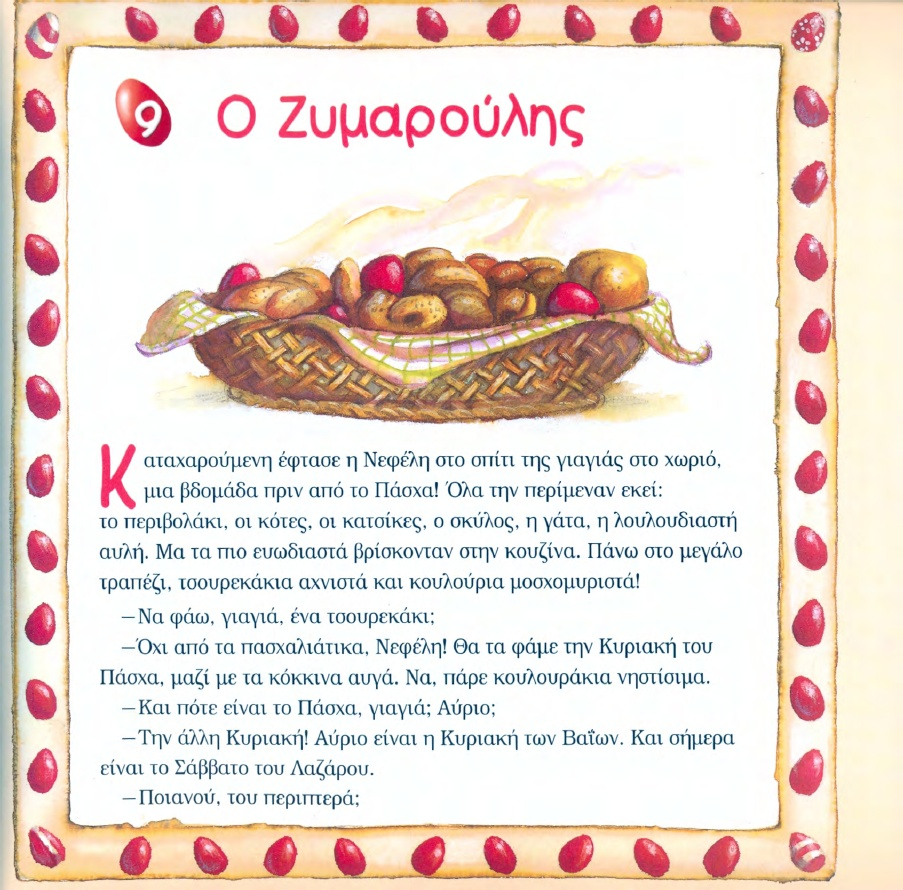 9 Ο Ζυμαρούλης
Καταχαρούμενη έφτασε η Νεφέλη στο σπίτι της γιαγιάς στο χωριό,
μια βδομάδα πριν από το Πάσχα! Όλα την περίμεναν εκεί:
το περιβολάκι, οι κότες, οι κατσίκες, ο σκύλος, η γάτα, η λουλουδιαστή
αυλή. Μα τα πιο ευωδιαστά βρίσκονταν στην κουζίνα. Πάνω στο μεγάλο
τραπέζι, τσουρεκάκια αχνιστά και κουλούρια μοσχομυριστά!
–Να φάω, γιαγιά, ένα τσουρεκάκι;
–Όχι από τα πασχαλιάτικα, Νεφέλη! Θα τα φάμε την Κυριακή του
Πάσχα, μαζί με τα κόκκινα αυγά. Να, πάρε κουλουράκια νηστίσιμα.
–Και πότε είναι το Πάσχα, γιαγιά; Αύριο;
–Την άλλη Κυριακή! Αύριο είναι η Κυριακή των Βαΐων. Και σήμερα
είναι το Σάββατο του Λαζάρου.
–Ποιανού, του περιπτερά;